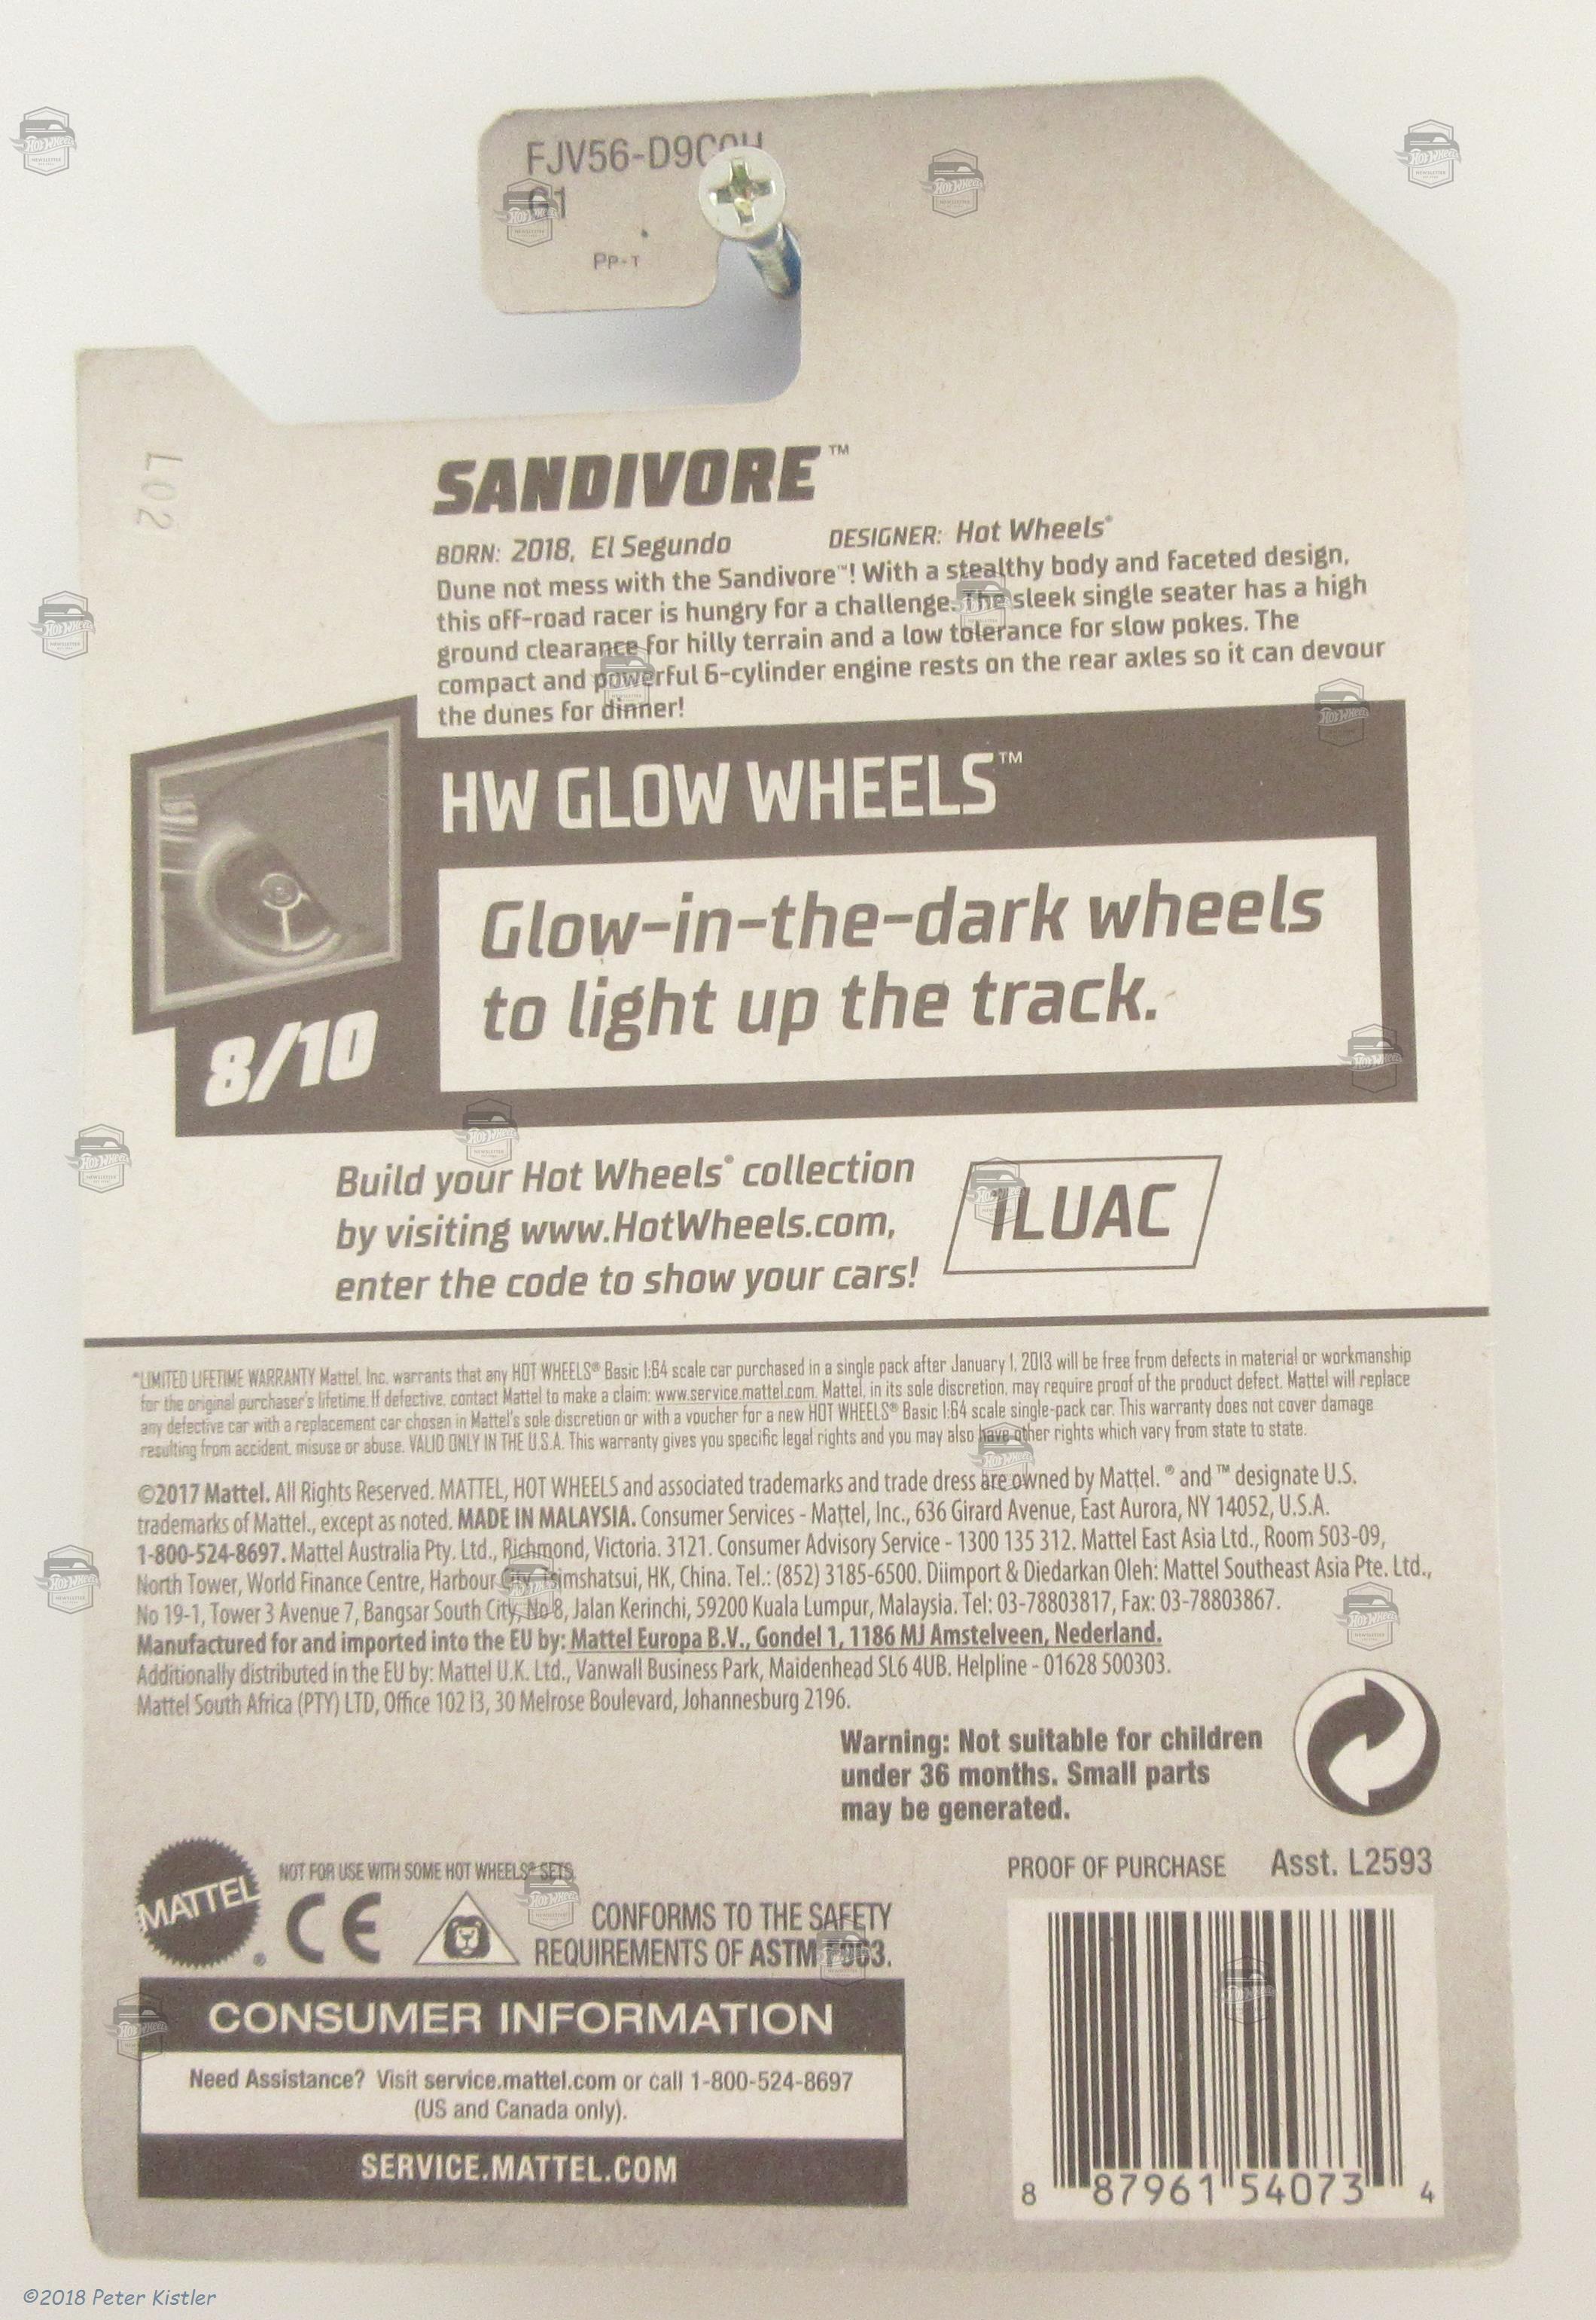 FJV56-D9C0H
G1
PP-T
L02
SANDIVORE™
BORN: 2018, El Segundo DESIGNER: Hot Wheels®
Dune not mess with the Sandivore™! With a stealthy body and faceted design,
this off-road racer is hungry for a challenge. The sleek single seater has a high
ground clearance for hilly terrain and a low tolerance for slow pokes. The
compact and powerful 6-cylinder engine rests on the rear axles so it can devour
the dunes for dinner!
HW GLOW WHEELS™
Glow-in-the-dark wheels
to light up the track.
8/10
Build your Hot Wheels® collection
by visiting www.HotWheels.com,
enter the code to show your cars!
1LUAC
*LIMITED LIFETIME WARRANTY Mattel, Inc. warrants that any HOT WHEELS® Basic 1:64 scale car purchased in a single pack after January 1, 2013 will be free from defects in material or workmanship
for the original purchaser's lifetime. If defective, contact Mattel to make a claim: www.service.mattel.com. Mattel, in its sole discretion, may require proof of the product defect. Mattel will replace
any defective car with a replacement car chosen in Mattel's sole discretion or with a voucher for a new HOT WHEELS® Basic 1:64 scale single-pack car. This warranty does not cover damage
resulting from accident, misuse or abuse. VALID ONLY IN THE U.S.A. This warranty gives you specific legal rights and you may also have other rights which vary from state to state.
©2017 Mattel. All Rights Reserved. MATTEL, HOT WHEELS and associated trademarks and trade dress are owned by Mattel. ® and ™ designate U.S.
trademarks of Mattel., except as noted. MADE IN MALAYSIA. Consumer Services - Mattel, Inc., 636 Girard Avenue, East Aurora, NY 14052, U.S.A.
1-800-524-8697. Mattel Australia Pty. Ltd., Richmond, Victoria. 3121. Consumer Advisory Service - 1300 135 312. Mattel East Asia Ltd., Room 503-09,
North Tower, World Finance Centre, Harbour City, Tsimshatsui, HK, China. Tel.: (852) 3185-6500. Diimport & Diedarkan Oleh: Mattel Southeast Asia Pte. Ltd.,
No 19-1, Tower 3 Avenue 7, Bangsar South City, No 8, Jalan Kerinchi, 59200 Kuala Lumpur, Malaysia. Tel: 03-78803817, Fax: 03-78803867.
Manufactured for and imported into the EU by: Mattel Europa B.V., Gondel 1, 1186 MJ Amstelveen, Nederland.
Additionally distributed in the EU by: Mattel U.K. Ltd., Vanwall Business Park, Maidenhead SL6 4UB. Helpline - 01628 500303.
Mattel South Africa (PTY) LTD, Office 102 I3, 30 Melrose Boulevard, Johannesburg 2196.
Warning: Not suitable for children
under 36 months. Small parts
may be generated.
MATTEL®
NOT FOR USE WITH SOME HOT WHEELS® SETS.
CE
CONFORMS TO THE SAFETY
REQUIREMENTS OF ASTM F963.
PROOF OF PURCHASE Asst. L2593
CONSUMER INFORMATION
Need Assistance? Visit service.mattel.com or call 1-800-524-8697
(US and Canada only).
SERVICE.MATTEL.COM
8 87961 54073 4
©2018 Peter Kistler